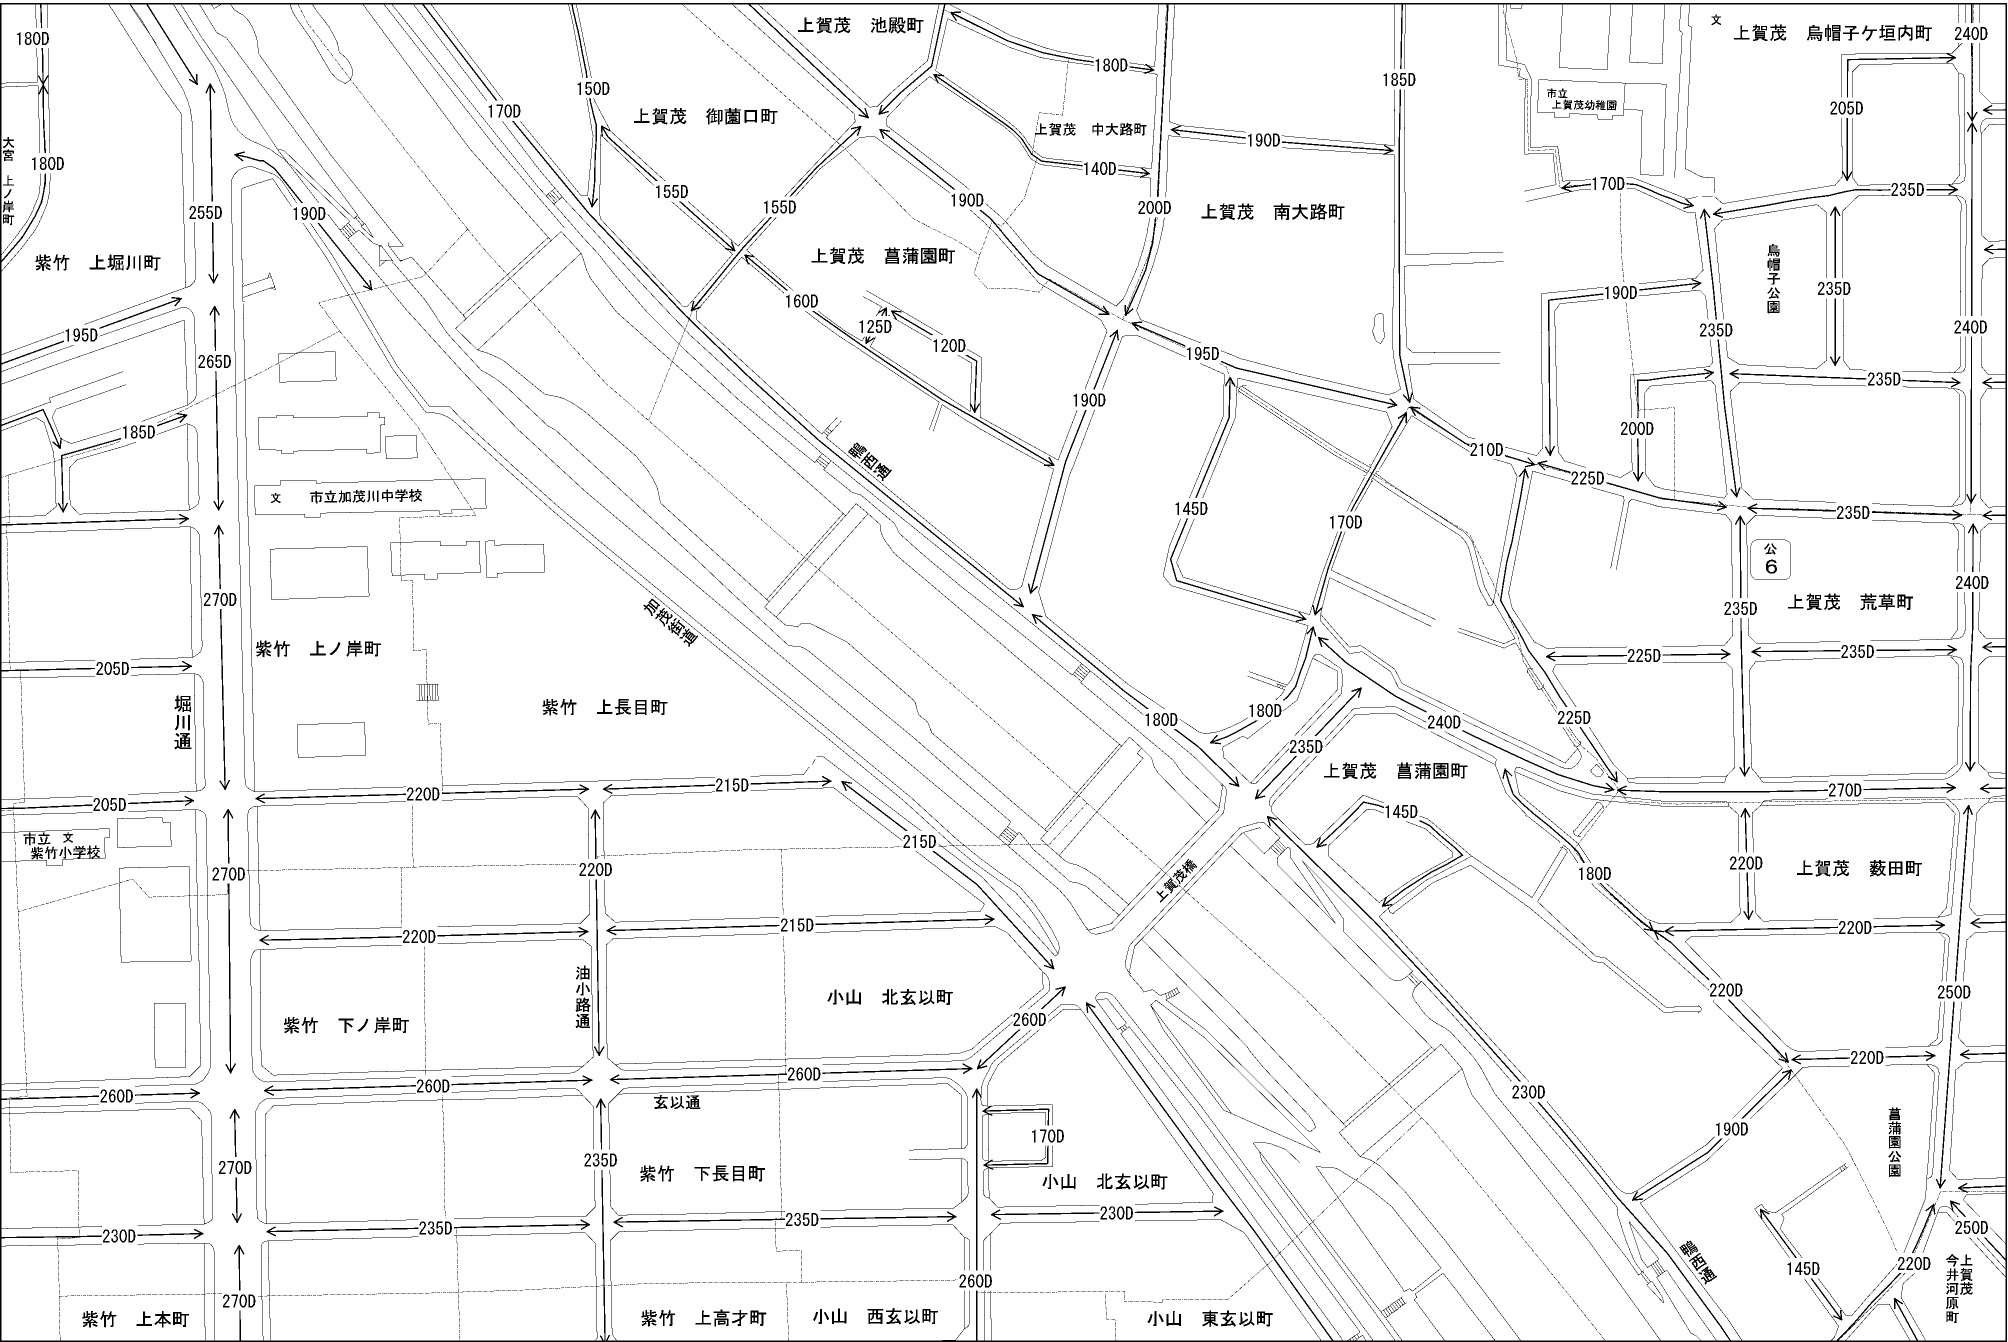 180D
上賀茂　池殿町
文
上賀茂　烏帽子ケ垣内町
240D
150D
180D
185D
170D
上賀茂　御薗口町
205D
市立
上賀茂幼稚園
上賀茂　中大路町
190D
大宮　上ノ岸町
180D
140D
155D
155D
190D
170D
235D
255D
190D
200D
上賀茂　南大路町
紫竹　上堀川町
上賀茂　菖蒲園町
烏帽子公園
160D
190D
235D
195D
125D
120D
235D
240D
265D
195D
235D
190D
185D
200D
210D
鴨西通
225D
文
市立加茂川中学校
145D
170D
235D
公
6
270D
240D
加茂街道
235D
上賀茂　荒草町
紫竹　上ノ岸町
225D
235D
205D
紫竹　上長目町
堀川通
180D
180D
225D
240D
235D
上賀茂　菖蒲園町
220D
215D
270D
205D
145D
市立　文
紫竹小学校
215D
270D
220D
上賀茂橋
180D
220D
上賀茂　薮田町
220D
215D
220D
油小路通
小山　北玄以町
220D
250D
紫竹　下ノ岸町
260D
220D
260D
260D
260D
230D
玄以通
270D
170D
190D
菖蒲園公園
235D
紫竹　下長目町
小山　北玄以町
230D
235D
235D
230D
250D
鴨西通
145D
220D
上賀茂
今井河原町
270D
260D
紫竹　上本町
紫竹　上高才町
小山　西玄以町
小山　東玄以町